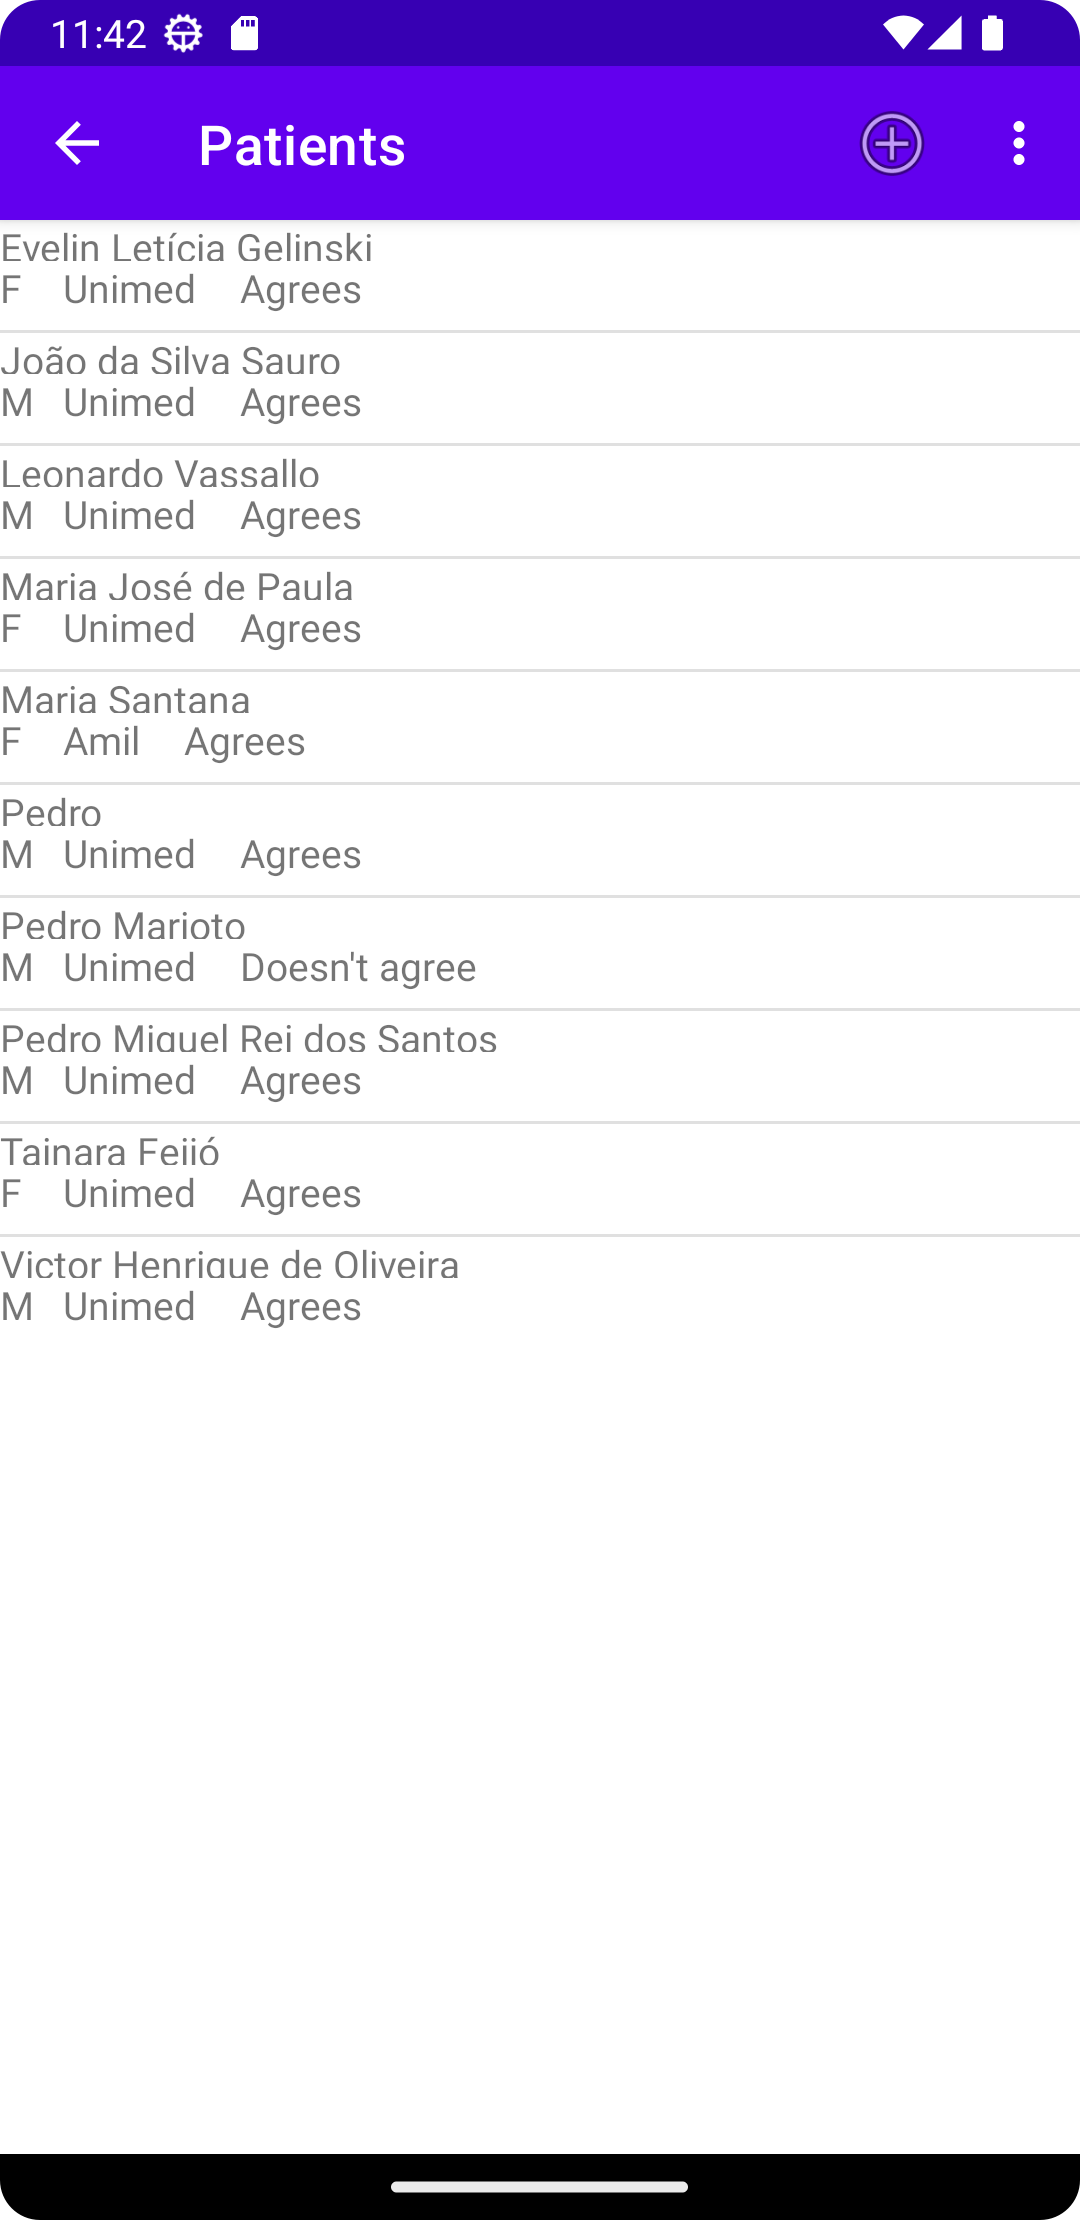 11:42
Patients
Evelin Letícia Gelinski
F Unimed Agrees
João da Silva Sauro
M Unimed Agrees
Leonardo Vassallo
M Unimed Agrees
Maria José de Paula
F Unimed Agrees
Maria Santana
F Amil Agrees
Pedro
M Unimed Agrees
Pedro Marioto
M Unimed Doesn't agree
Pedro Miguel Rei dos Santos
M Unimed Agrees
Tainara Feijó
F Unimed Agrees
Victor Henrique de Oliveira
M Unimed Agrees